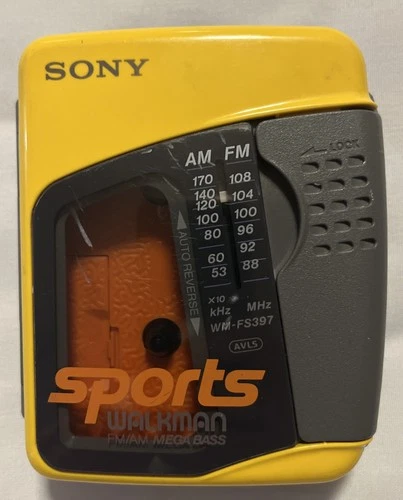 SONY
LOCK
AM FM
170 108
140 104
120
100 100
80 96
92
60
53 88
×10
kHz MHz
WM-FS397
AVLS
AUTO REVERSE
sports
WALKMAN
FM/AM MEGA BASS